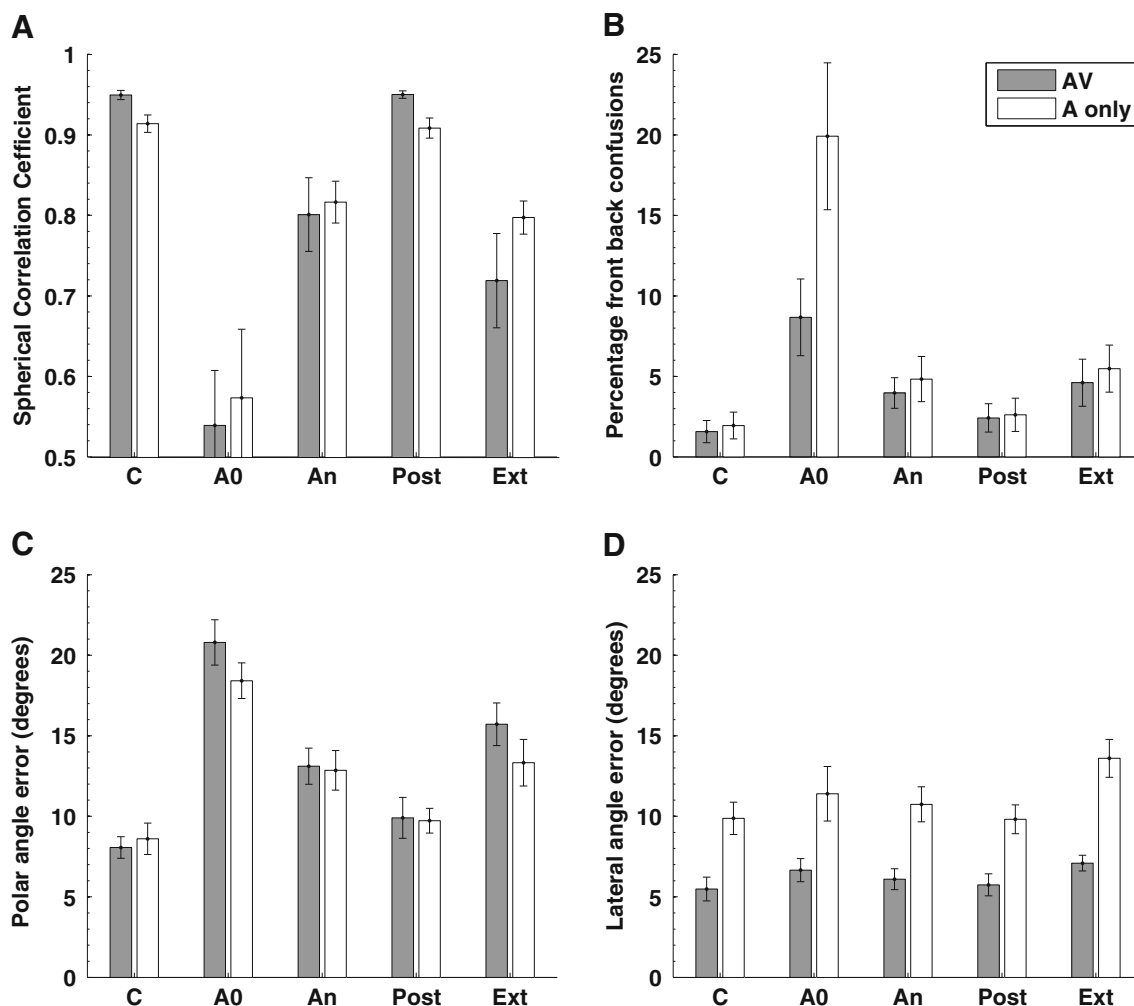 A
Spherical Correlation Cefficient
1
0.9
0.8
0.7
0.6
0.5
C A0 An Post Ext
B
Percentage front back confusions
25
20
15
10
5
0
C A0 An Post Ext
AV
A only
C
Polar angle error (degrees)
25
20
15
10
5
0
C A0 An Post Ext
D
Lateral angle error (degrees)
25
20
15
10
5
0
C A0 An Post Ext